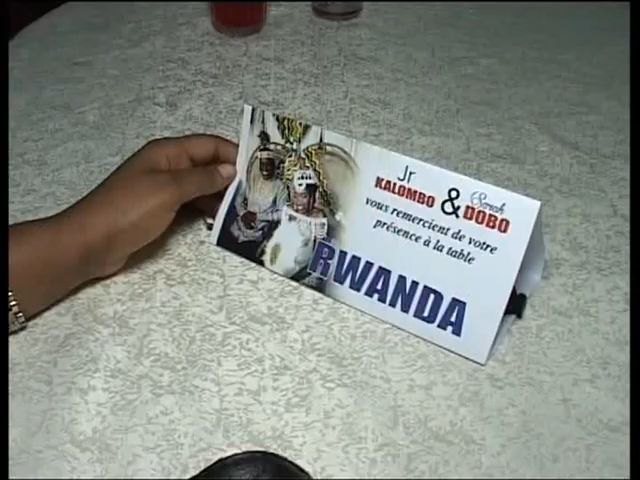 Jr Sarah
KALOMBO & DOBO
vous remercient de votre
présence à la table
RWANDA